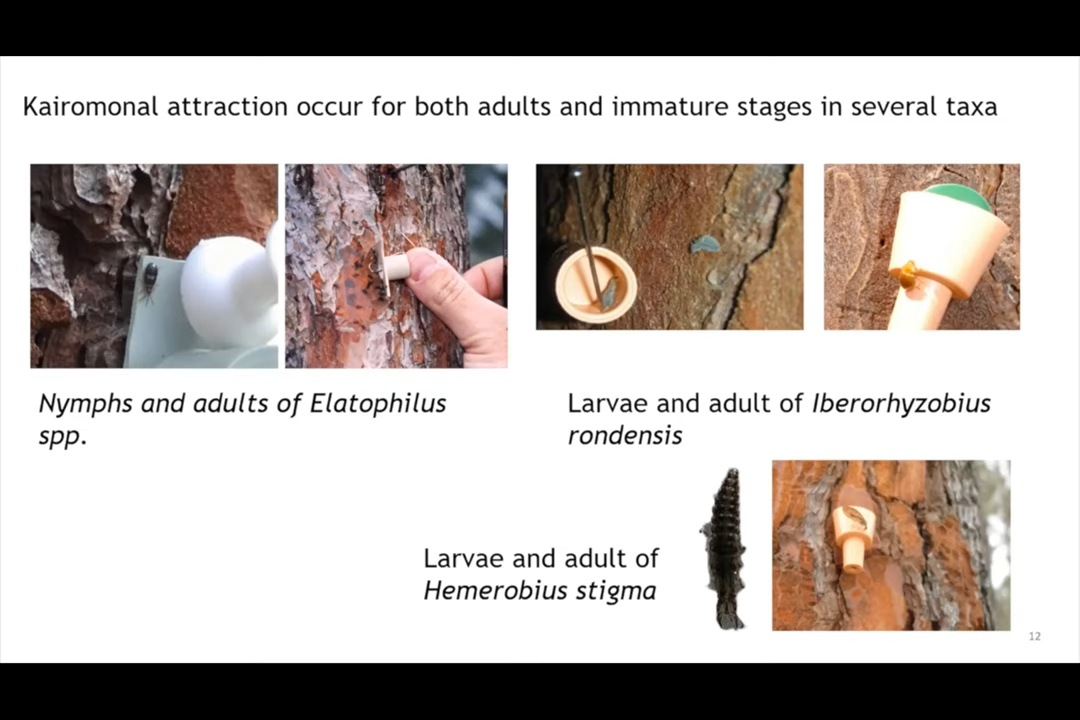 Kairomonal attraction occur for both adults and immature stages in several taxa
Nymphs and adults of Elatophilus
spp.
Larvae and adult of Iberorhyzobius
rondensis
Larvae and adult of
Hemerobius stigma
12